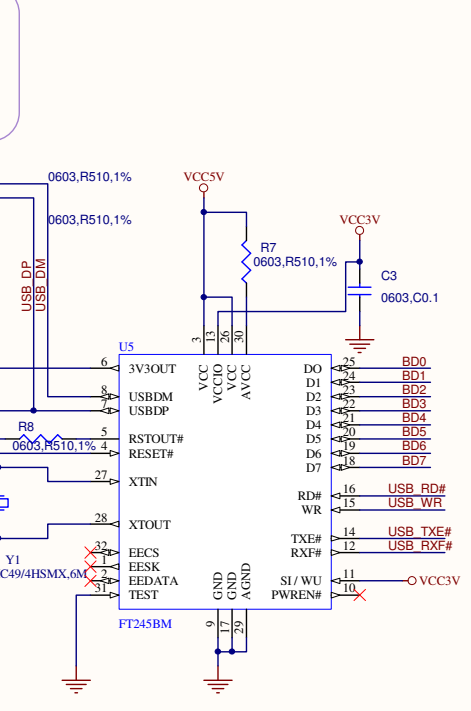 0603,R510,1%
VCC5V
0603,R510,1%
VCC3V
R7
0603,R510,1%
C3
0603,C0.1
USB_DP
USB_DM
3
13
26
30
U5
VCC
VCCIO
VCC
AVCC
6 3V3OUT DO 25 BD0
D1 24 BD1
8 USBDM D2 23 BD2
7 USBDP D3 22 BD3
D4 21 BD4
R8
5 RSTOUT# D5 20 BD5
0603,R510,1%
4 RESET# D6 19 BD6
D7 18 BD7
27 XTIN
RD# 16 USB_RD#
WR 15 USB_WR
28 XTOUT
TXE# 14 USB_TXE#
32 EECS RXF# 12 USB_RXF#
Y1
1 EESK
C49/4HSMX,6M
2 EEDATA SI / WU 11 VCC3V
31 TEST PWREN# 10
GND
GND
AGND
FT245BM
9
17
29